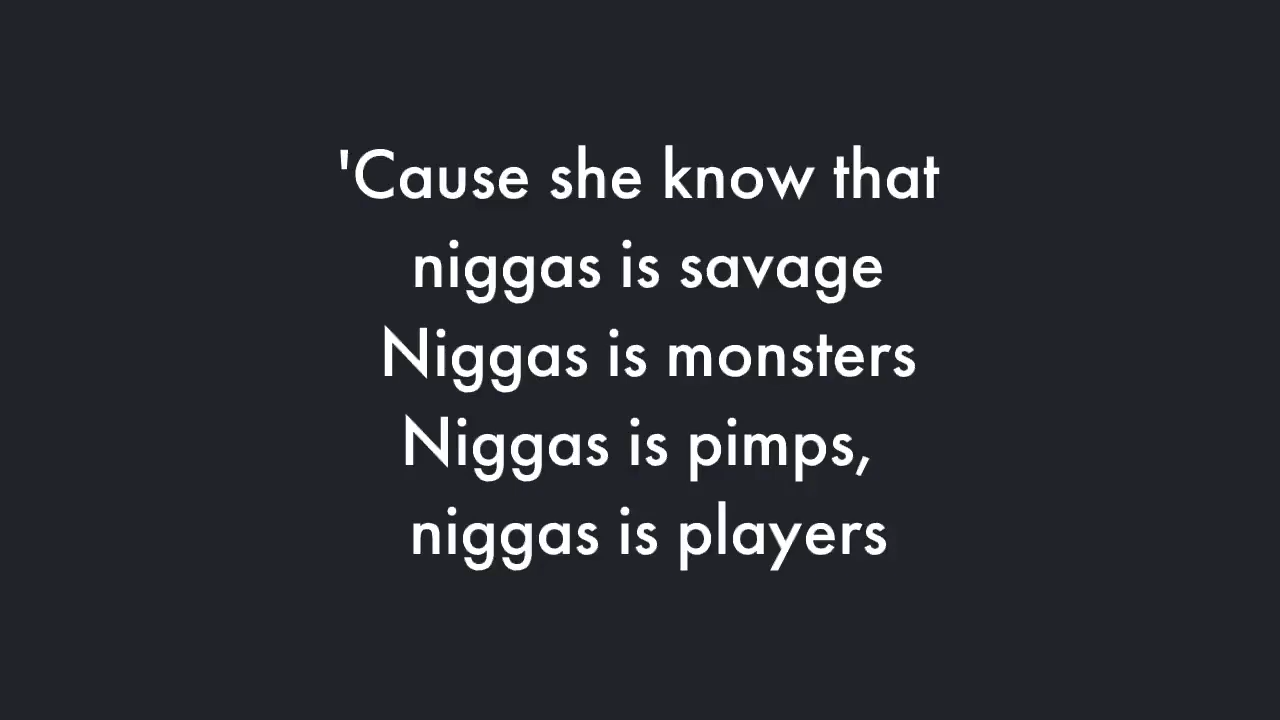 'Cause she know that
niggas is savage
Niggas is monsters
Niggas is pimps,
niggas is players